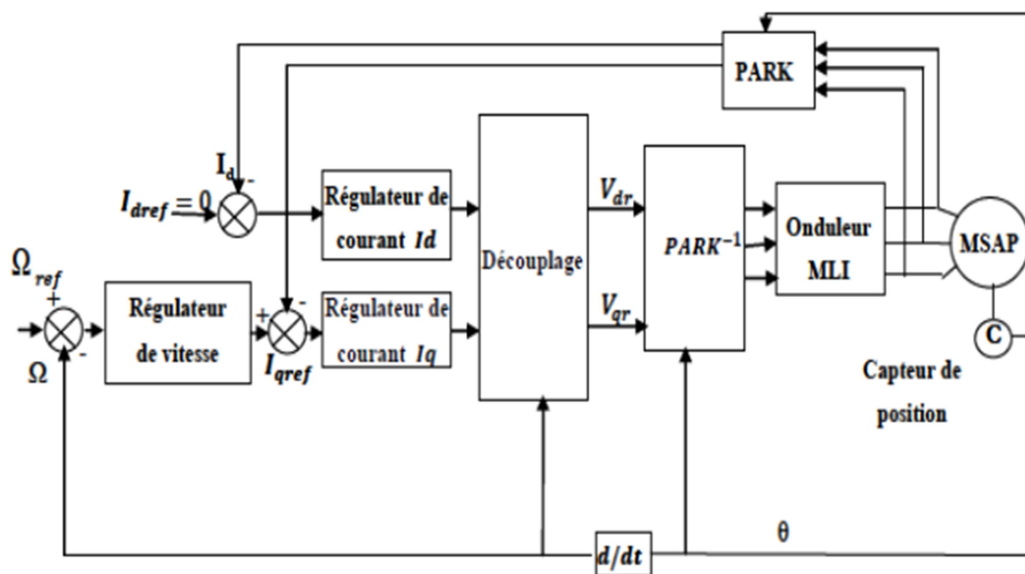 PARK
I_d
-
I_dref = 0
Régulateur de
courant Id
Découplage
V_dr
PARK⁻¹
Onduleur
MLI
MSAP
Ω_ref
+
-
Ω
Régulateur
de vitesse
+
-
I_qref
Régulateur de
courant Iq
V_qr
C
Capteur de
position
d/dt
θ